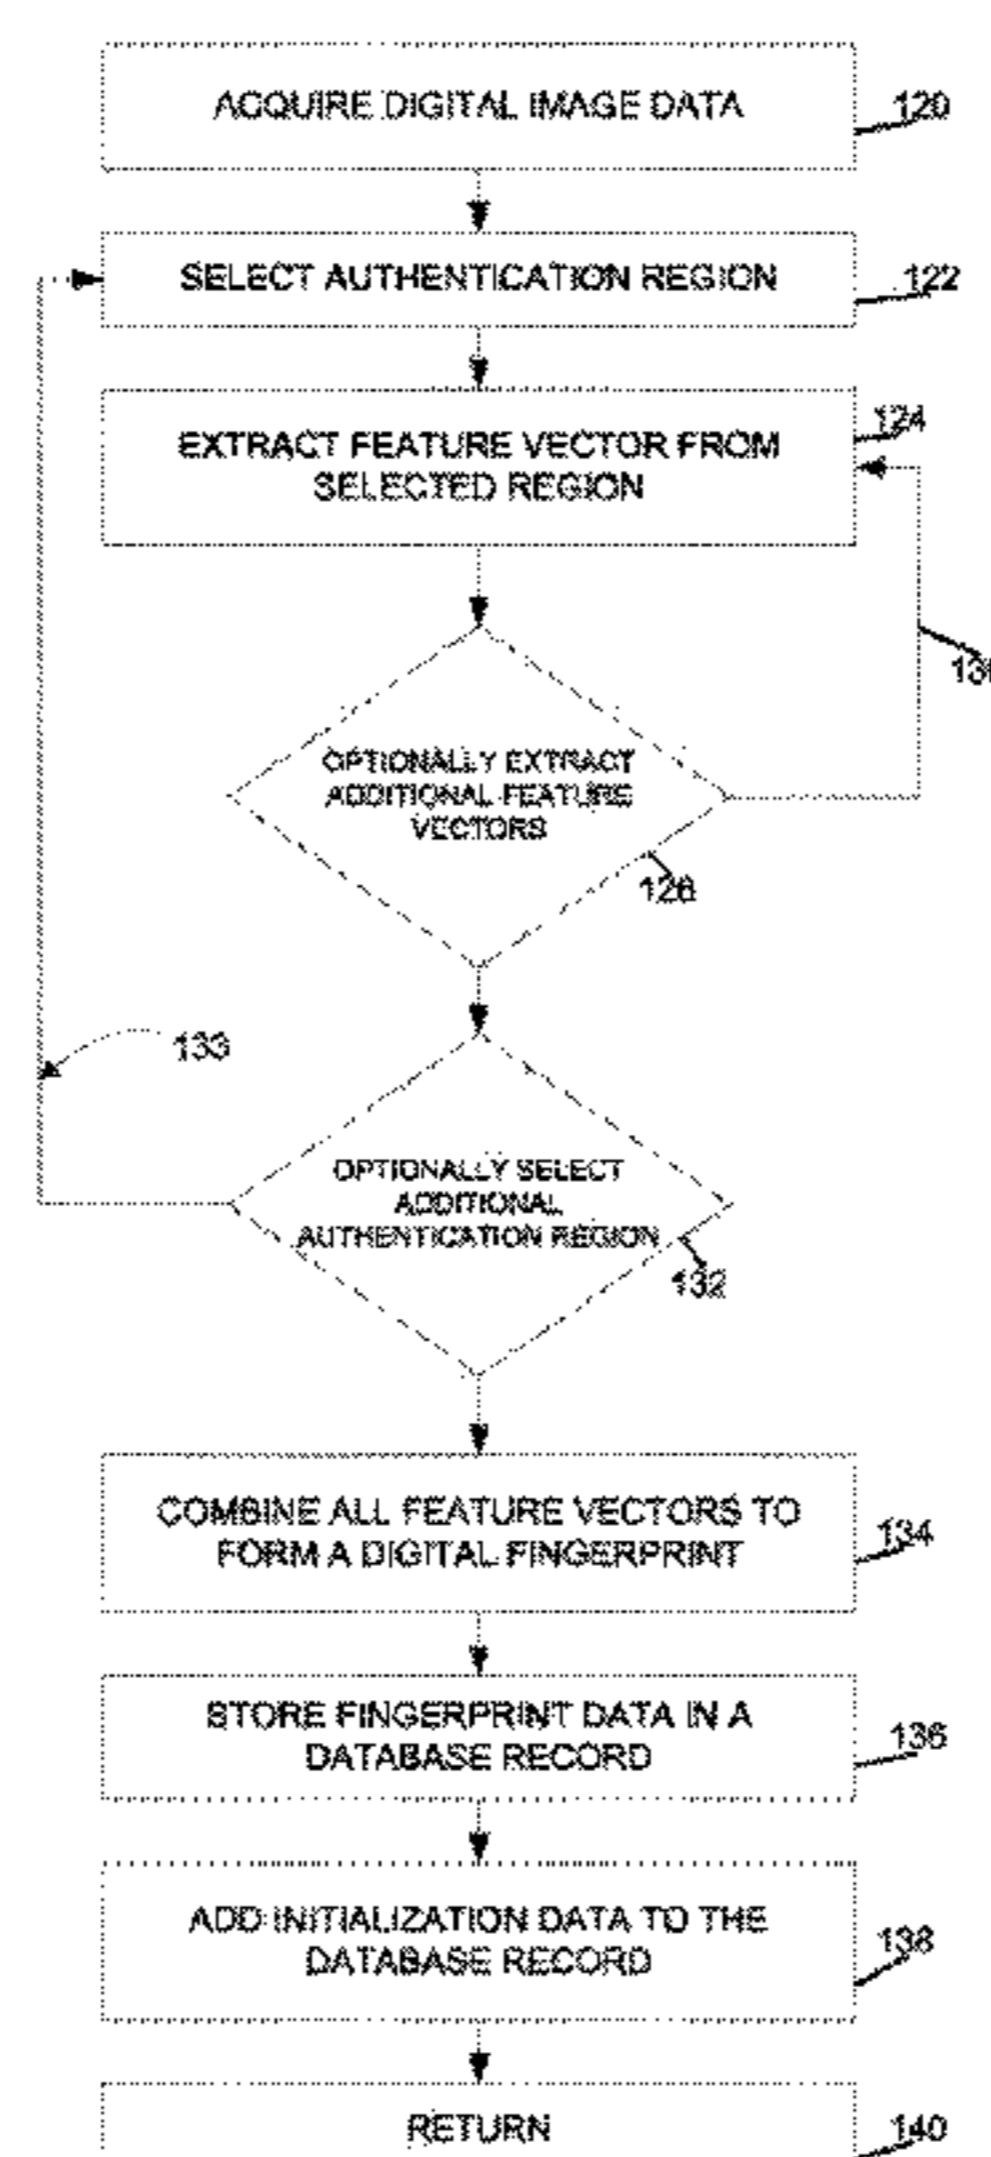 ACQUIRE DIGITAL IMAGE DATA
120
SELECT AUTHENTICATION REGION
122
EXTRACT FEATURE VECTOR FROM
SELECTED REGION
124
OPTIONALLY EXTRACT
ADDITIONAL FEATURE
VECTORS
126
133
OPTIONALLY SELECT
ADDITIONAL
AUTHENTICATION REGION
132
COMBINE ALL FEATURE VECTORS TO
FORM A DIGITAL FINGERPRINT
134
STORE FINGERPRINT DATA IN A
DATABASE RECORD
136
ADD INITIALIZATION DATA TO THE
DATABASE RECORD
138
RETURN
140